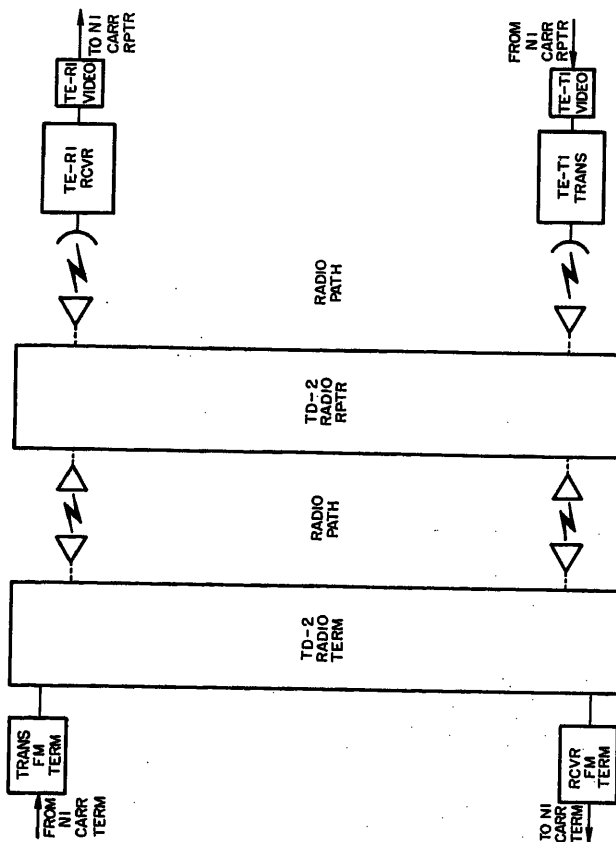 TO N1
CARR
RPTR
TE-R1
VIDEO
TE-R1
RCVR
FROM
N1
CARR
RPTR
TE-T1
VIDEO
TE-T1
TRANS
RADIO
PATH
TD-2
RADIO
RPTR
RADIO
PATH
TD-2
RADIO
TERM
TRANS
FM
TERM
FROM
N1
CARR
TERM
RCVR
FM
TERM
TO N1
CARR
TERM